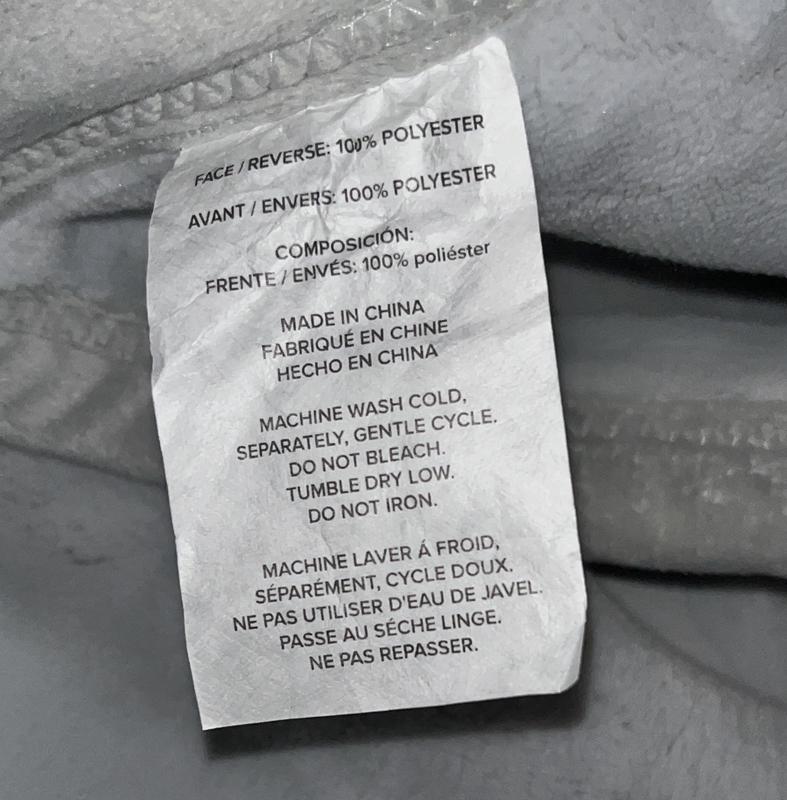 FACE / REVERSE: 100% POLYESTER
AVANT / ENVERS: 100% POLYESTER
COMPOSICIÓN:
FRENTE / ENVÉS: 100% poliéster
MADE IN CHINA
FABRIQUÉ EN CHINE
HECHO EN CHINA
MACHINE WASH COLD,
SEPARATELY, GENTLE CYCLE.
DO NOT BLEACH.
TUMBLE DRY LOW.
DO NOT IRON.
MACHINE LAVER Á FROID,
SÉPARÉMENT, CYCLE DOUX.
NE PAS UTILISER D'EAU DE JAVEL.
PASSE AU SÉCHE LINGE.
NE PAS REPASSER.